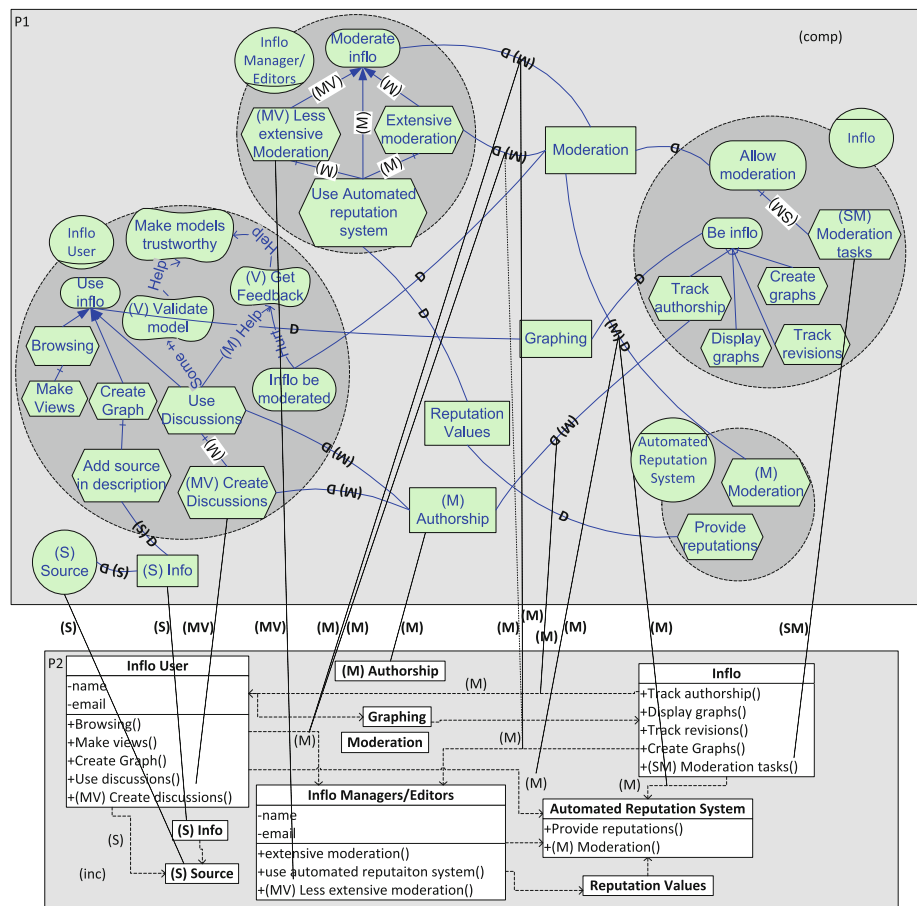 P1
(comp)
Inflo
Manager/
Editors
Moderate
inflo
(MV)
(M)
(M)
(MV) Less
extensive
Moderation
Extensive
moderation
(M)
(M)
Use Automated
reputation
system
D (M)
D (M)
Moderation
D
Allow
moderation
Inflo
(SM)
(SM)
Moderation
tasks
Be inflo
Track
authorship
Create
graphs
Display
graphs
Track
revisions
Inflo
User
Make models
trustworthy
Help
Help
Use
inflo
(V) Get
Feedback
(V) Validate
model
Browsing
Some +
(M) Help
Hurt
Make
Views
Create
Graph
Use
Discussions
Inflo be
moderated
(M)
Add source
in description
(MV) Create
Discussions
D
D
D
D
Graphing
(M) D
Reputation
Values
D (M)
D (M)
D (M)
(M)
Authorship
D
Automated
Reputation
System
(M)
Moderation
Provide
reputations
(S)
Source
(S) D
D (S)
(S) Info
(S)
(S)
(MV)
(MV)
(M)
(M)
(M)
(M)
(M)
(M)
(M)
(M)
(SM)
P2
Inflo User
-name
-email
+Browsing()
+Make views()
+Create Graph()
+Use discussions()
+(MV) Create discussions()
(M) Authorship
Graphing
Moderation
(M)
(M)
(M)
(M)
(M)
Inflo
+Track authorship()
+Display graphs()
+Track revisions()
+Create Graphs()
+(SM) Moderation tasks()
Inflo Managers/Editors
-name
-email
+extensive moderation()
+use automated reputaiton system()
+(MV) Less extensive moderation()
Automated Reputation System
+Provide reputations()
+(M) Moderation()
(S) Info
(S)
(S) Source
(inc)
Reputation Values